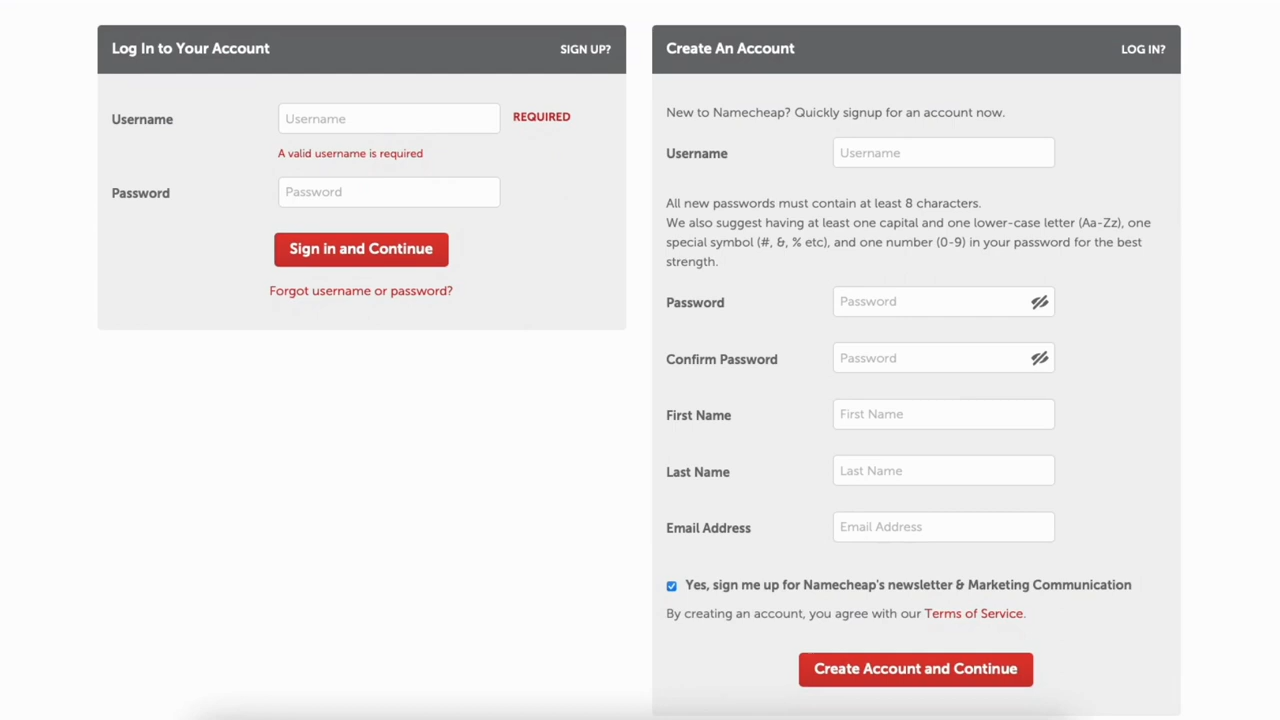 Log In to Your Account
SIGN UP?
Username
Username
REQUIRED
A valid username is required
Password
Password
Sign in and Continue
Forgot username or password?
Create An Account
LOG IN?
New to Namecheap? Quickly signup for an account now.
Username
Username
All new passwords must contain at least 8 characters.
We also suggest having at least one capital and one lower-case letter (Aa-Zz), one
special symbol (#, &, % etc), and one number (0-9) in your password for the best
strength.
Password
Password
Confirm Password
Password
First Name
First Name
Last Name
Last Name
Email Address
Email Address
Yes, sign me up for Namecheap's newsletter & Marketing Communication
By creating an account, you agree with our Terms of Service.
Create Account and Continue